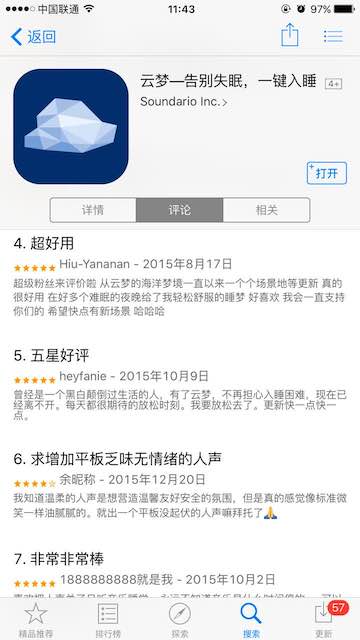 中国联通 11:43 97%
返回
云梦—告别失眠，一键入睡 4+
Soundario Inc. >
打开
详情 评论 相关
4. 超好用
★★★★★ Hiu-Yananan - 2015年8月17日
超级粉丝来评价啦 从云梦的海洋梦境一直以来一个个场景地等更新 真的
很好用 在好多个难眠的夜晚给了我轻松舒服的睡梦 好喜欢 我会一直支持
你们的 希望快点有新场景 哈哈哈
5. 五星好评
★★★★★ heyfanie - 2015年10月9日
曾经是一个黑白颠倒过生活的人，有了云梦，不再担心入睡困难，现在已
经离不开。每天都很期待的放松时刻。我要放松去了。更新快一点快一
点。
6. 求增加平板乏味无情绪的人声
★★★★☆ 余昵称 - 2015年12月20日
我知道温柔的人声是想营造温馨友好安全的氛围，但是真的感觉像标准微
笑一样油腻腻的。就出一个平板没起伏的人声嘛拜托了🙏
7. 非常非常棒
★★★★★ 1888888888就是我 - 2015年10月2日
精品推荐 排行榜 探索 搜索 更新 57